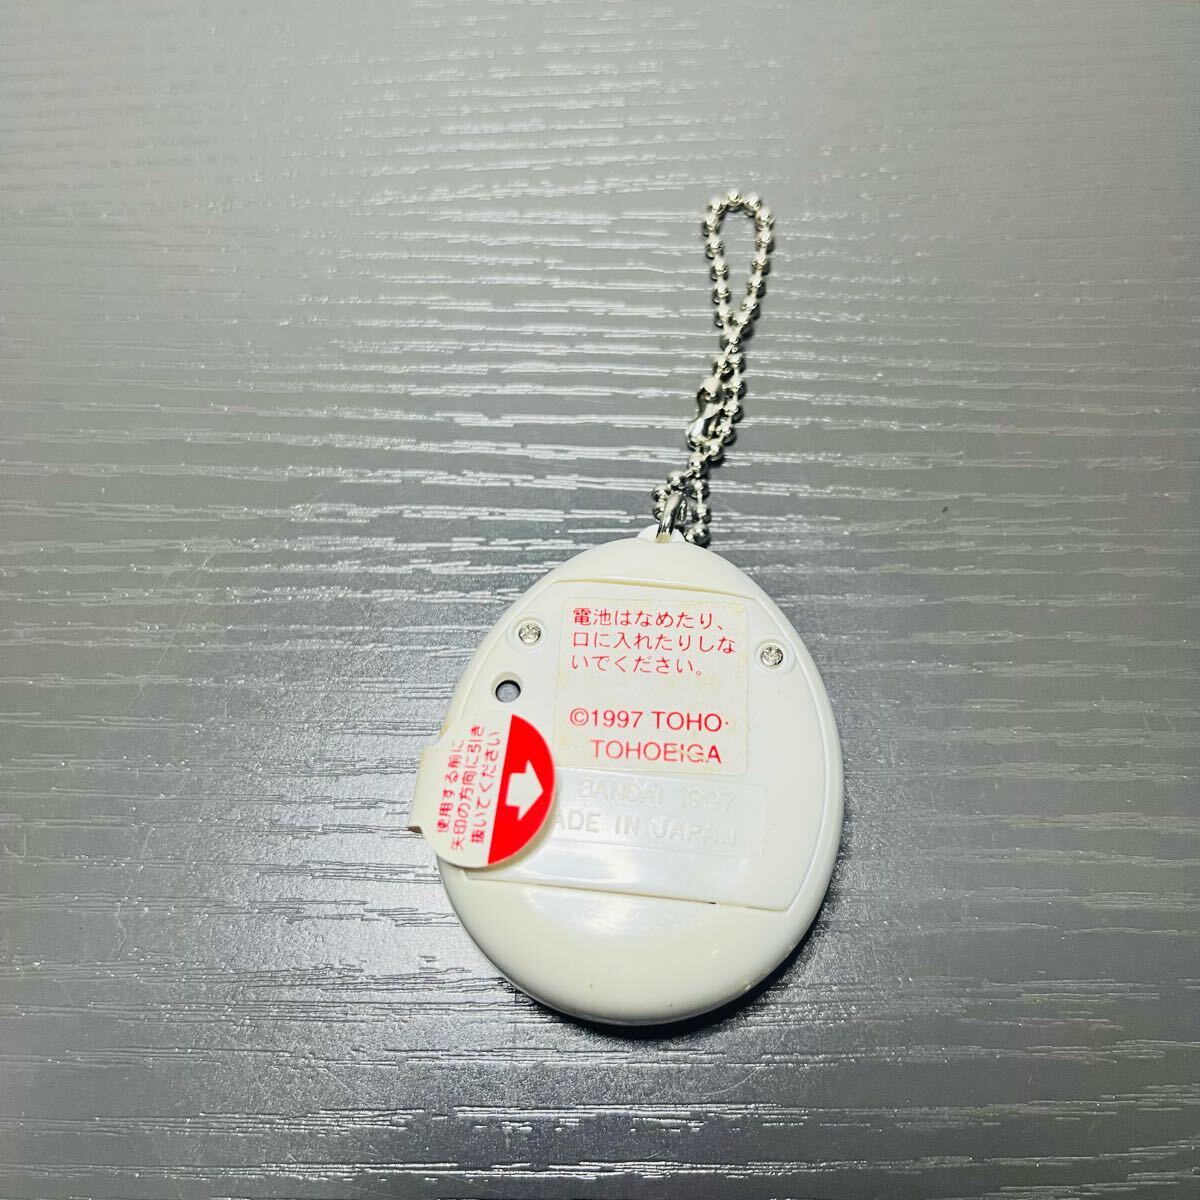 電池はなめたり、
口に入れたりしな
いでください。
©1997 TOHO·
TOHOEIGA
BANDAI 1997
MADE IN JAPAN
使用する前に
矢印の方向に引き
抜いてください